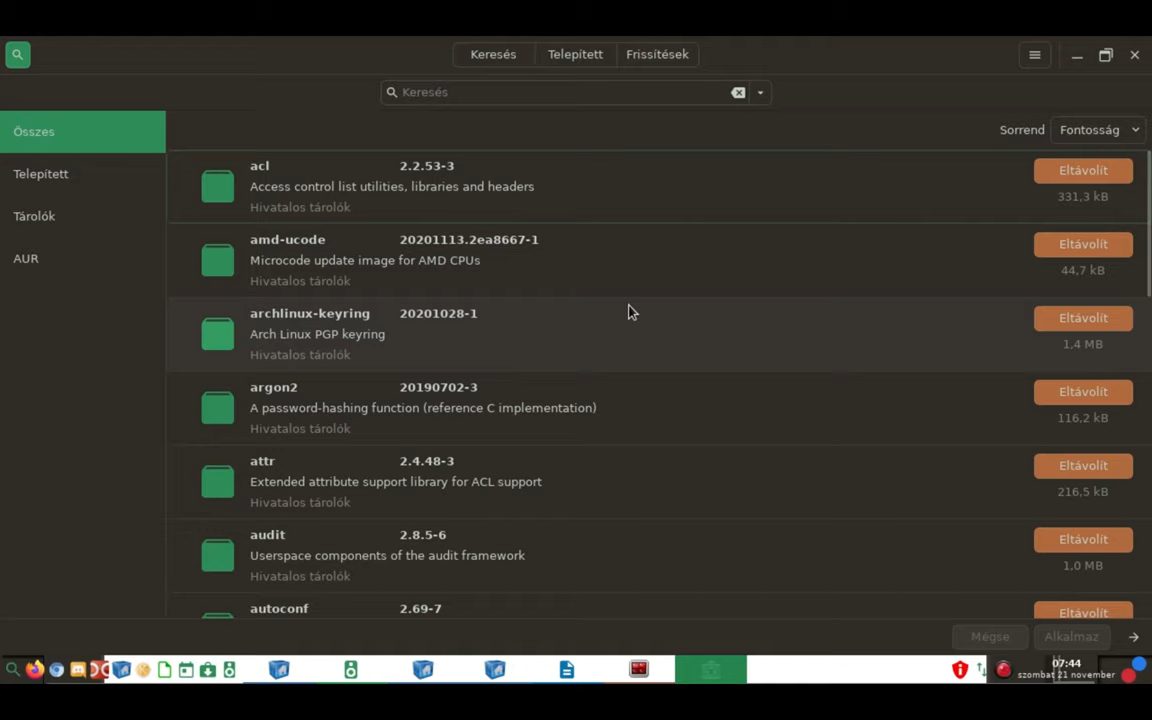 Keresés
Telepített
Frissítések
Keresés
Összes
Telepített
Tárolók
AUR
Sorrend Fontosság
acl 2.2.53-3
Access control list utilities, libraries and headers
Hivatalos tárolók
Eltávolít
331,3 kB
amd-ucode 20201113.2ea8667-1
Microcode update image for AMD CPUs
Hivatalos tárolók
Eltávolít
44,7 kB
archlinux-keyring 20201028-1
Arch Linux PGP keyring
Hivatalos tárolók
Eltávolít
1,4 MB
argon2 20190702-3
A password-hashing function (reference C implementation)
Hivatalos tárolók
Eltávolít
116,2 kB
attr 2.4.48-3
Extended attribute support library for ACL support
Hivatalos tárolók
Eltávolít
216,5 kB
audit 2.8.5-6
Userspace components of the audit framework
Hivatalos tárolók
Eltávolít
1,0 MB
autoconf 2.69-7
Eltávolít
Mégse
Alkalmaz
07:44
szombat 21 november